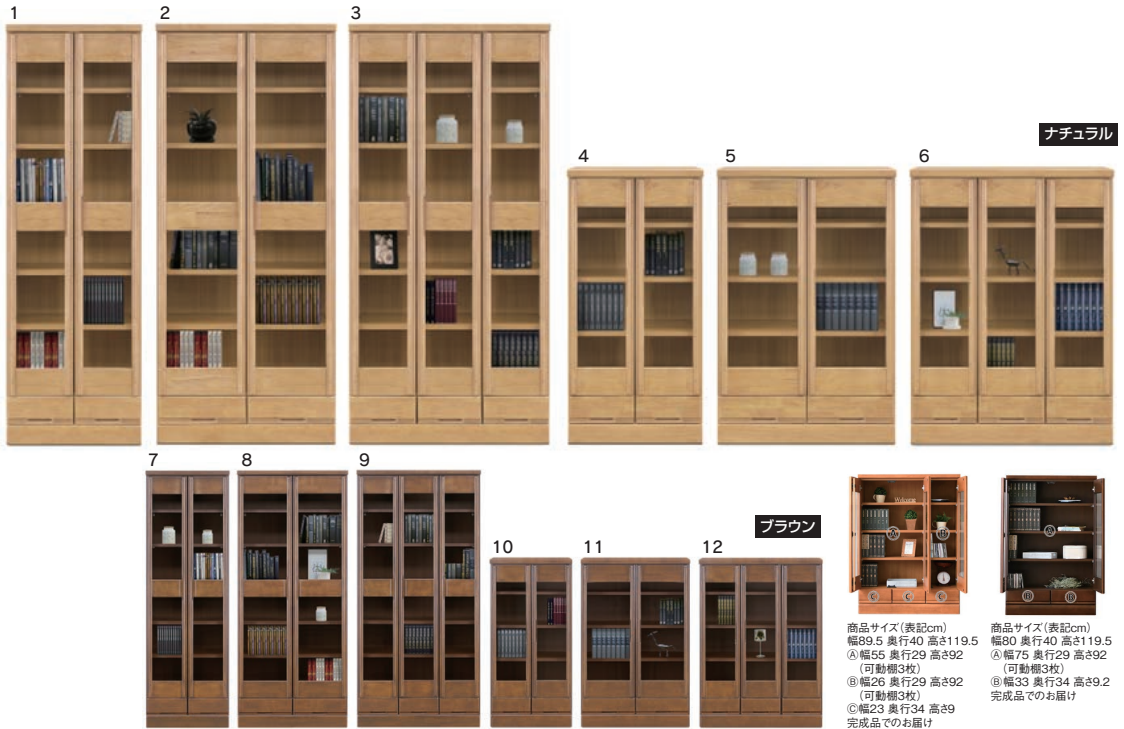 1
2
3
ナチュラル
4
5
6
7
8
9
ブラウン
10
11
12
Welcome
Ⓐ
Ⓑ
Ⓒ
Ⓒ
Ⓒ
Ⓐ
Ⓑ
Ⓑ
商品サイズ(表記cm)
幅89.5 奥行40 高さ119.5
Ⓐ幅55 奥行29 高さ92
(可動棚3枚)
Ⓑ幅26 奥行29 高さ92
(可動棚3枚)
Ⓒ幅23 奥行34 高さ9
完成品でのお届け
商品サイズ(表記cm)
幅80 奥行40 高さ119.5
Ⓐ幅75 奥行29 高さ92
(可動棚3枚)
Ⓑ幅33 奥行34 高さ9.2
完成品でのお届け